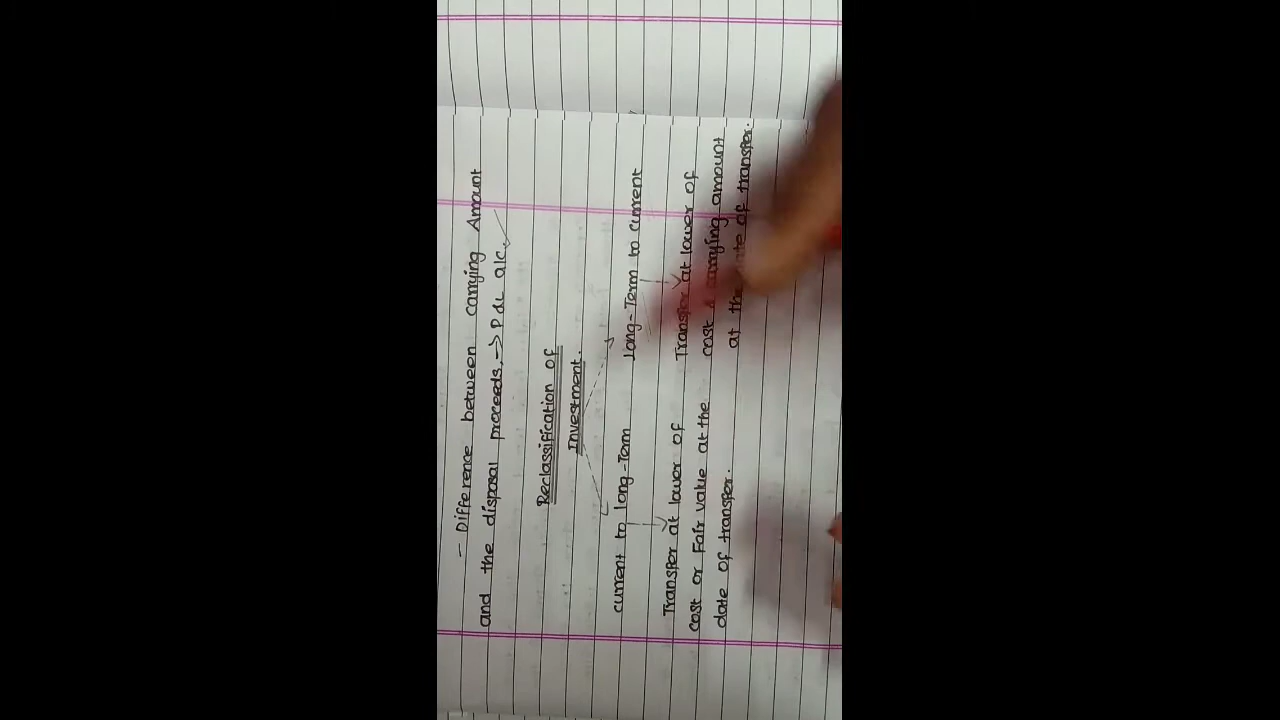 - Difference between carrying Amount
and the disposal proceeds. → P & L a/c.
Reclassification of
Investment.
current to long-Term
Transfer at lower of
cost or Fair value at the
date of transfer.
Long-Term to current
Transfer at lower of
cost & carrying amount
at the date of transfer.